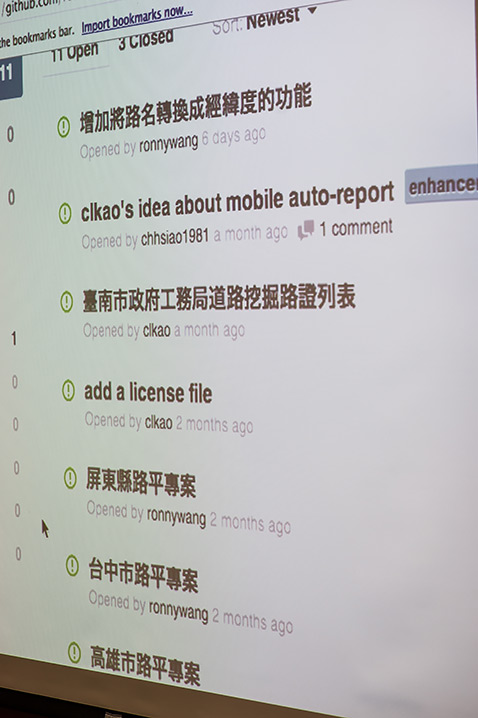 /github.com/
the bookmarks bar. Import bookmarks now...
11 Open 3 Closed Sort: Newest
11
0 增加將路名轉換成經緯度的功能
Opened by ronnywang 6 days ago
0 clkao's idea about mobile auto-report
Opened by chhsiao1981 a month ago 1 comment
臺南市政府工務局道路挖掘路證列表
Opened by clkao a month ago
1
0 add a license file
0 Opened by clkao 2 months ago
0 屏東縣路平專案
0 Opened by ronnywang 2 months ago
0 台中市路平專案
Opened by ronnywang 2 months ago
高雄市路平專案